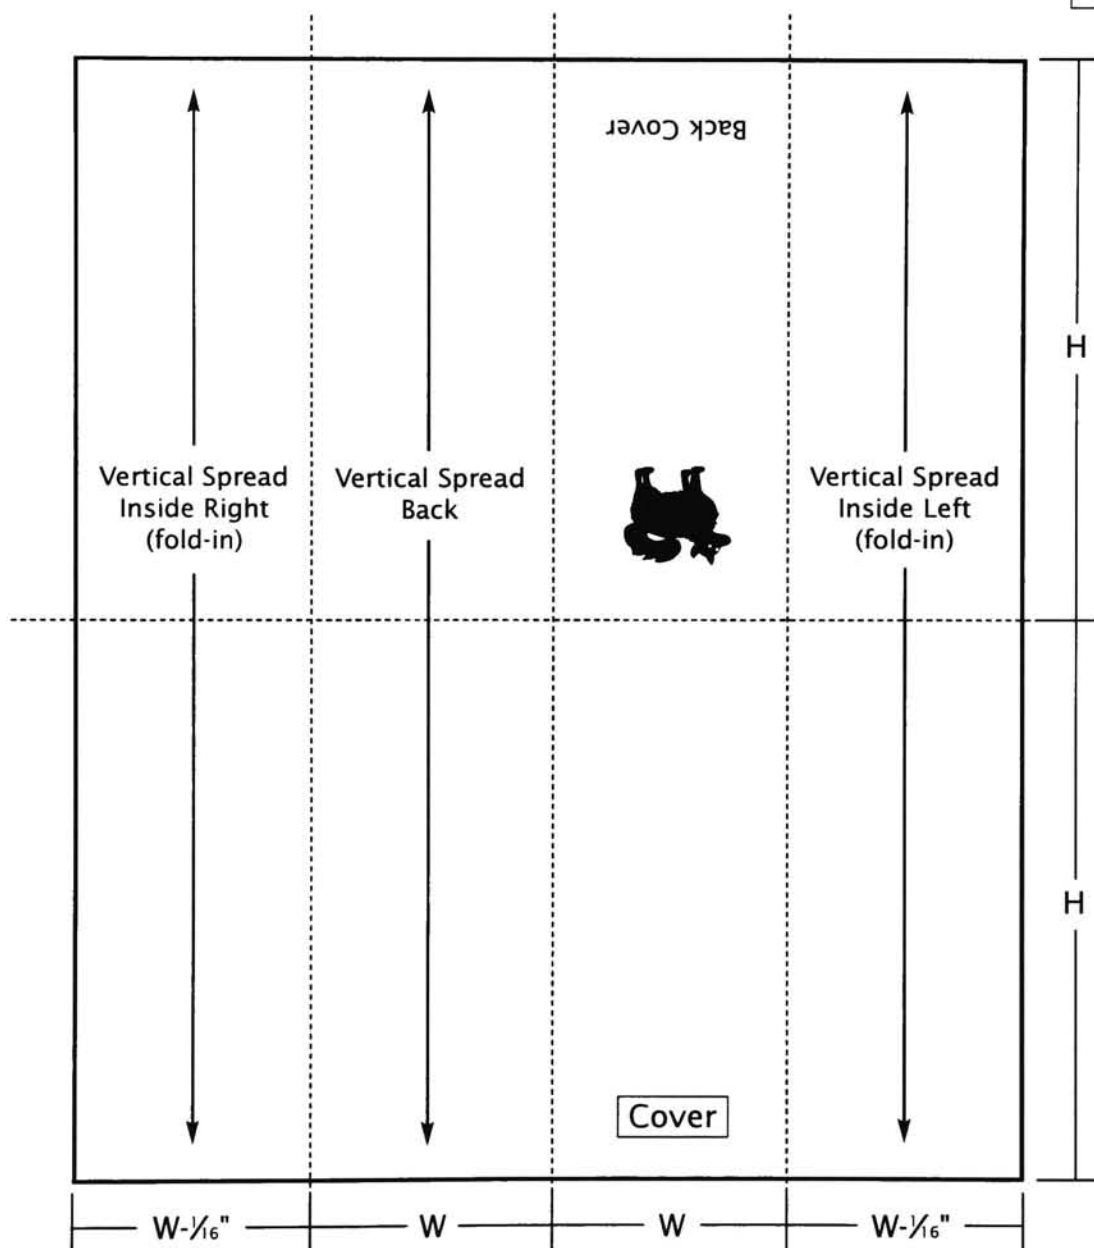 Back Cover
H
Vertical Spread
Inside Right
(fold-in)
Vertical Spread
Back
Vertical Spread
Inside Left
(fold-in)
H
Cover
W-1/16"
W
W
W-1/16"